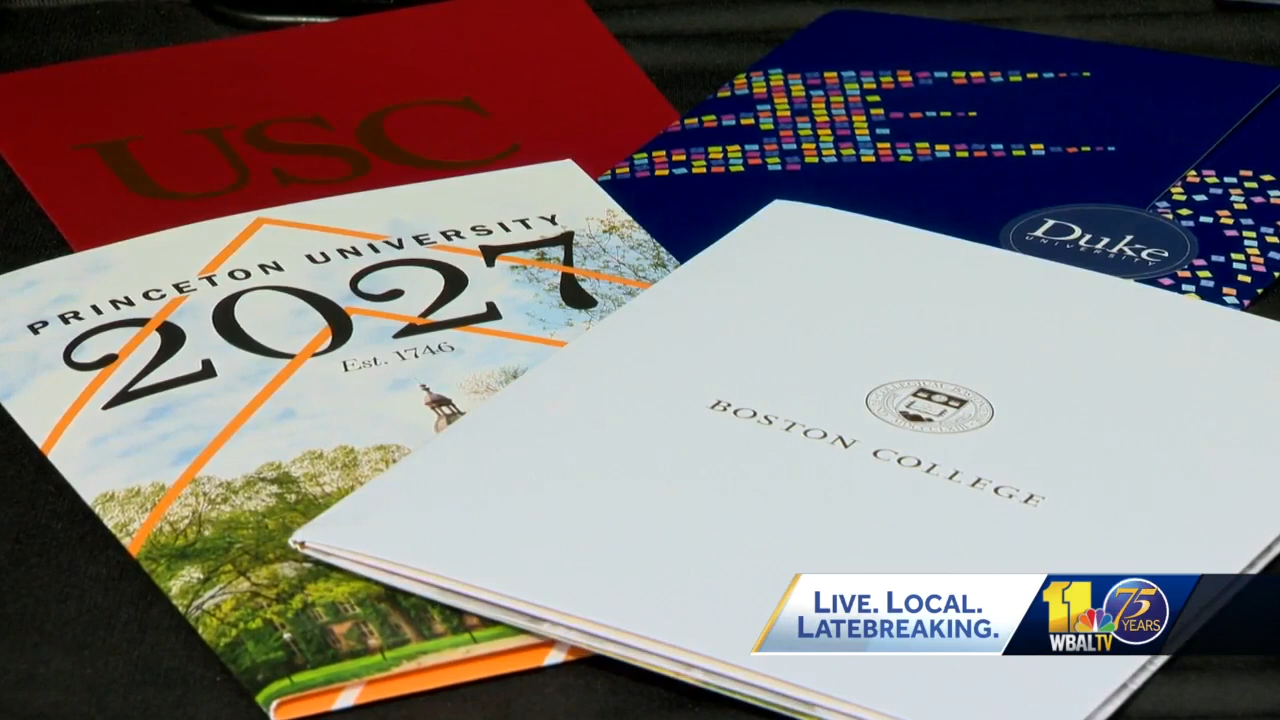 USC
PRINCETON UNIVERSITY
2027
Est. 1746
Duke
UNIVERSITY
BOSTON COLLEGE
LIVE. LOCAL.
LATEBREAKING.
11
WBALTV
75
YEARS